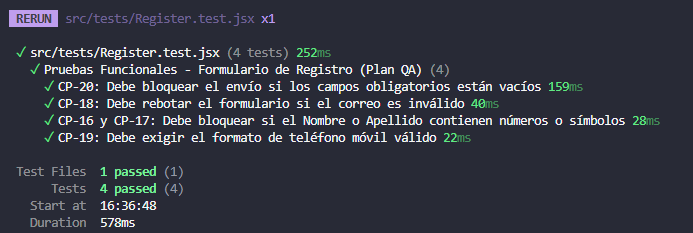 RERUN src/tests/Register.test.jsx x1
✓ src/tests/Register.test.jsx (4 tests) 252ms
✓ Pruebas Funcionales - Formulario de Registro (Plan QA) (4)
✓ CP-20: Debe bloquear el envío si los campos obligatorios están vacíos 159ms
✓ CP-18: Debe rebotar el formulario si el correo es inválido 40ms
✓ CP-16 y CP-17: Debe bloquear si el Nombre o Apellido contienen números o símbolos 28ms
✓ CP-19: Debe exigir el formato de teléfono móvil válido 22ms
Test Files 1 passed (1)
Tests 4 passed (4)
Start at 16:36:48
Duration 578ms